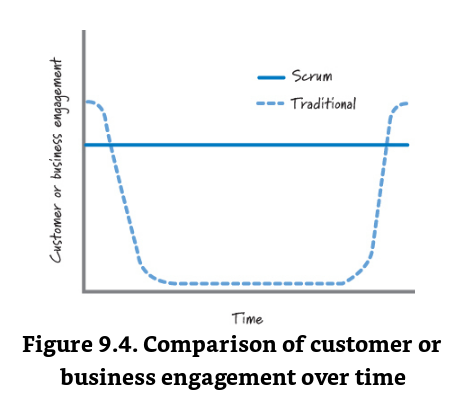 Customer or business engagement
Scrum
Traditional
Time
Figure 9.4. Comparison of customer or
business engagement over time